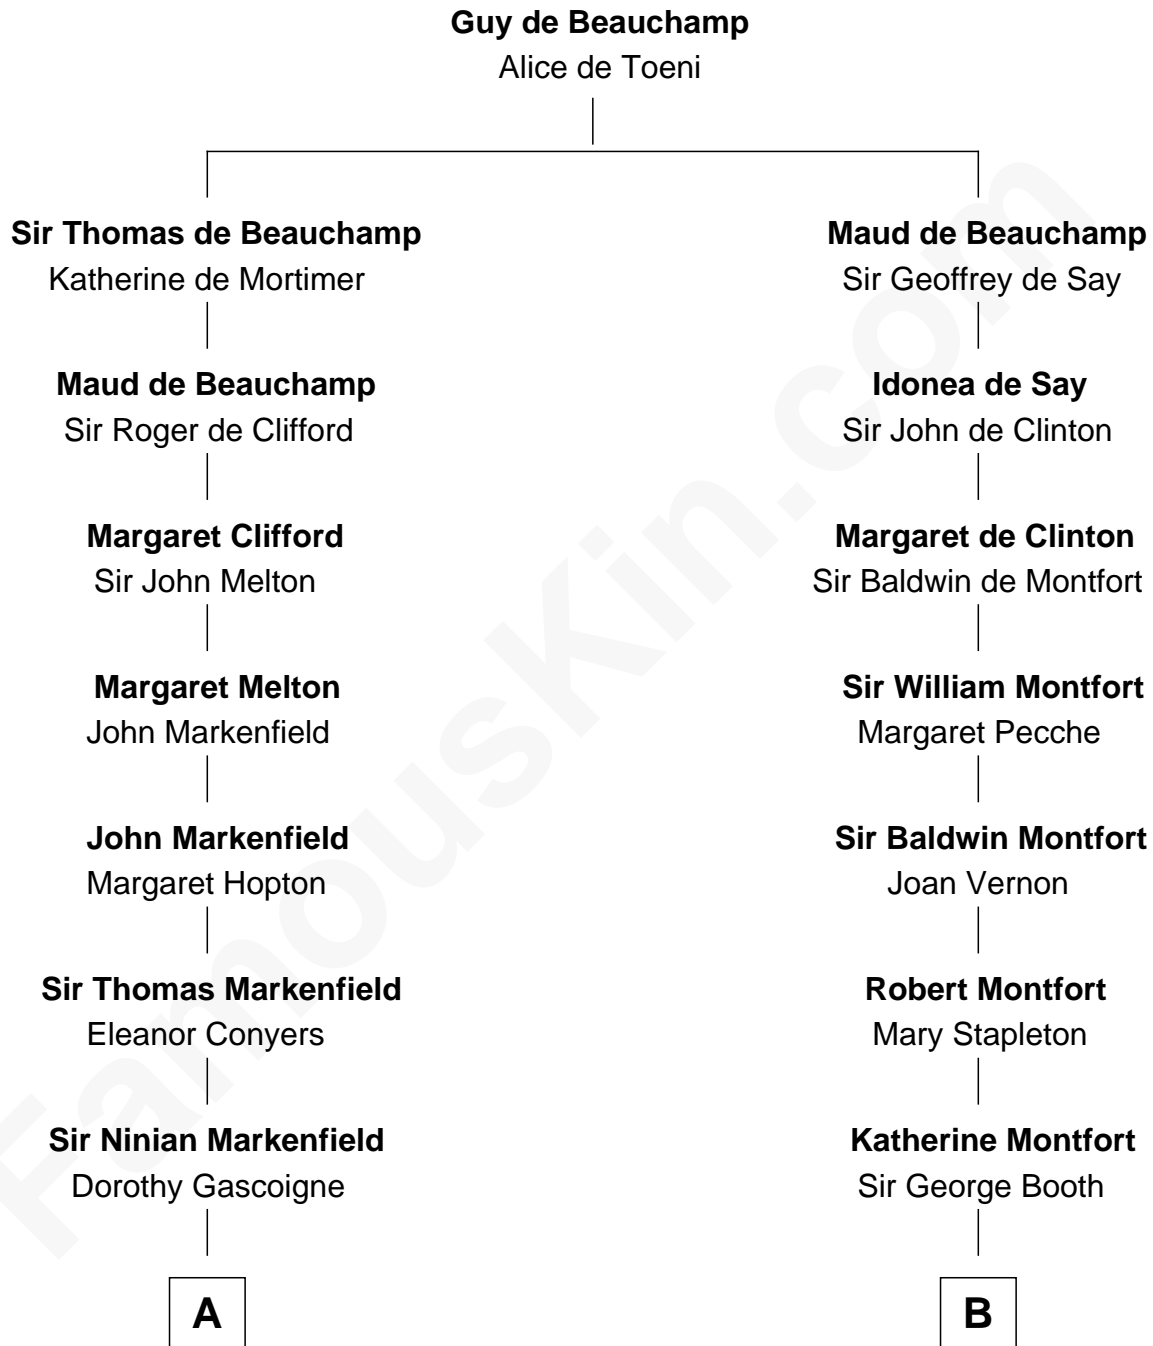 Guy de Beauchamp
Alice de Toeni
Sir Thomas de Beauchamp
Katherine de Mortimer
Maud de Beauchamp
Sir Roger de Clifford
Margaret Clifford
Sir John Melton
Margaret Melton
John Markenfield
John Markenfield
Margaret Hopton
Sir Thomas Markenfield
Eleanor Conyers
Sir Ninian Markenfield
Dorothy Gascoigne
A
Maud de Beauchamp
Sir Geoffrey de Say
Idonea de Say
Sir John de Clinton
Margaret de Clinton
Sir Baldwin de Montfort
Sir William Montfort
Margaret Pecche
Sir Baldwin Montfort
Joan Vernon
Robert Montfort
Mary Stapleton
Katherine Montfort
Sir George Booth
B
FamousKin.com